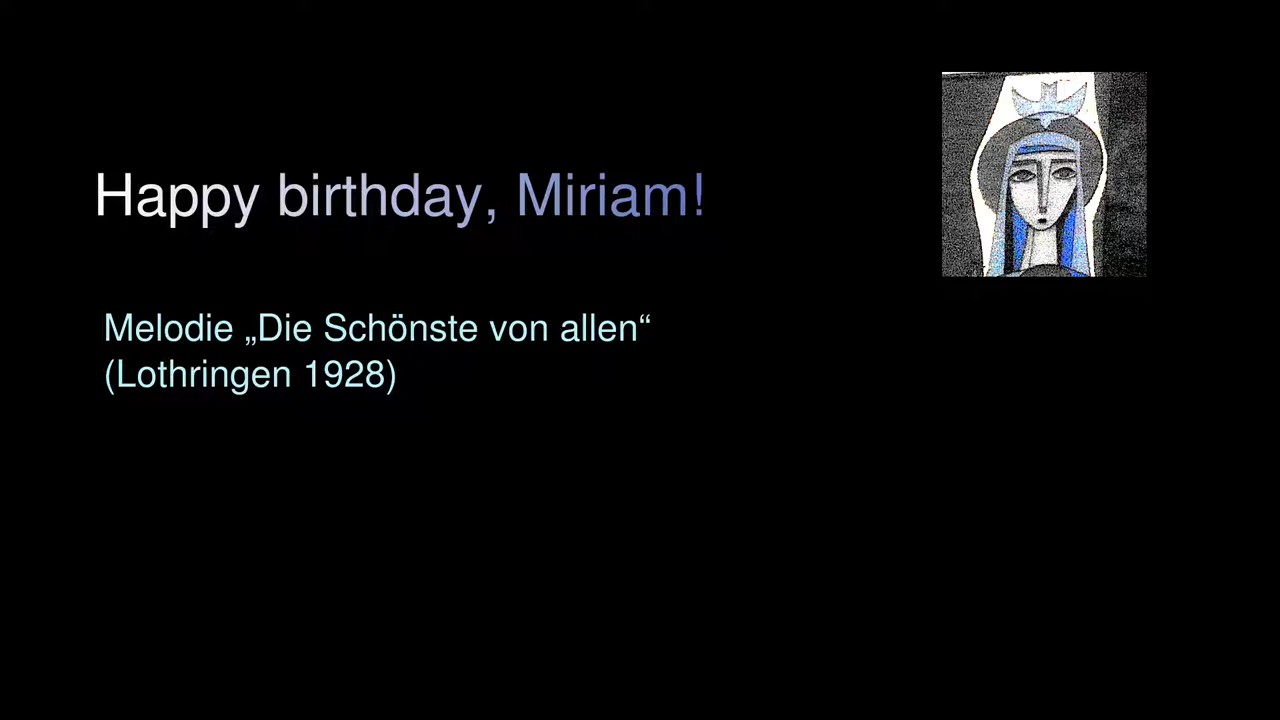 Happy birthday, Miriam!
Melodie „Die Schönste von allen“
(Lothringen 1928)